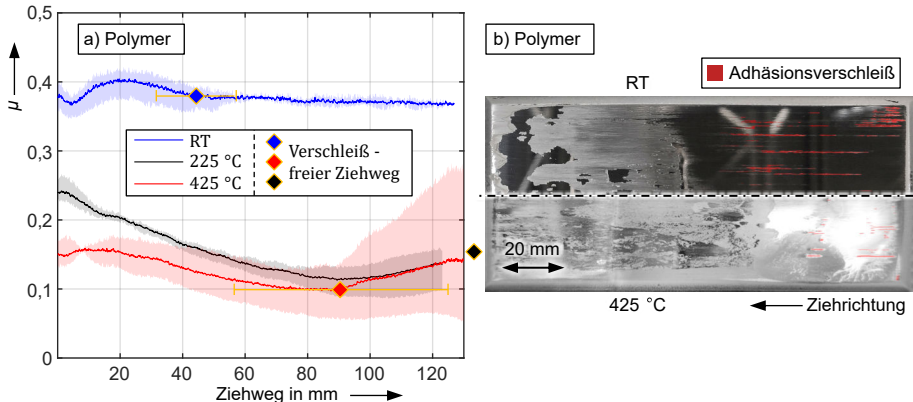 a) Polymer
0,5
0,4
0,3
0,2
0,1
0
µ
RT
225 °C
425 °C
Verschleiß -
freier Ziehweg
20 40 60 80 100 120
Ziehweg in mm
b) Polymer
Adhäsionsverschleiß
RT
20 mm
425 °C
Ziehrichtung